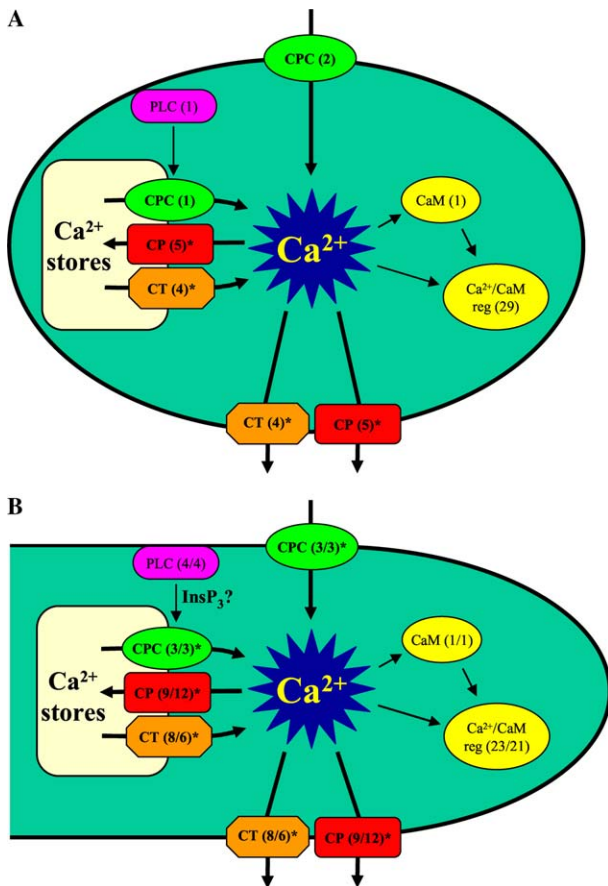 A
CPC (2)
PLC (1)
CPC (1)
Ca²⁺
stores
CP (5)*
CT (4)*
Ca²⁺
CaM (1)
Ca²⁺/CaM
reg (29)
CT (4)*
CP (5)*
B
CPC (3/3)*
PLC (4/4)
InsP₃?
CPC (3/3)*
Ca²⁺
stores
CP (9/12)*
CT (8/6)*
Ca²⁺
CaM (1/1)
Ca²⁺/CaM
reg (23/21)
CT (8/6)*
CP (9/12)*